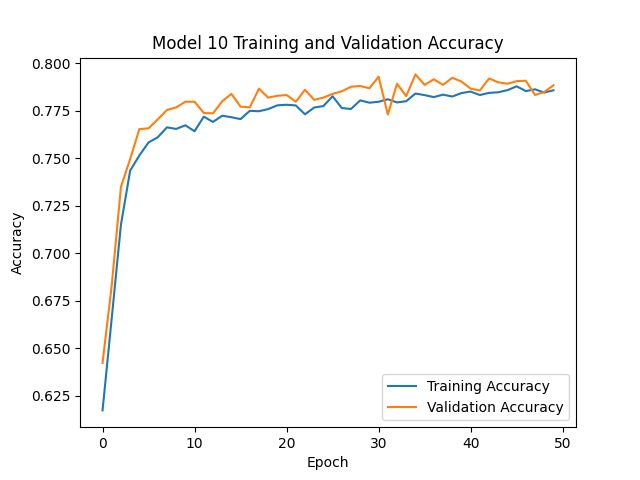 Model 10 Training and Validation Accuracy
0.800
0.775
0.750
0.725
0.700
0.675
0.650
0.625
Accuracy
0
10
20
30
40
50
Epoch
Training Accuracy
Validation Accuracy